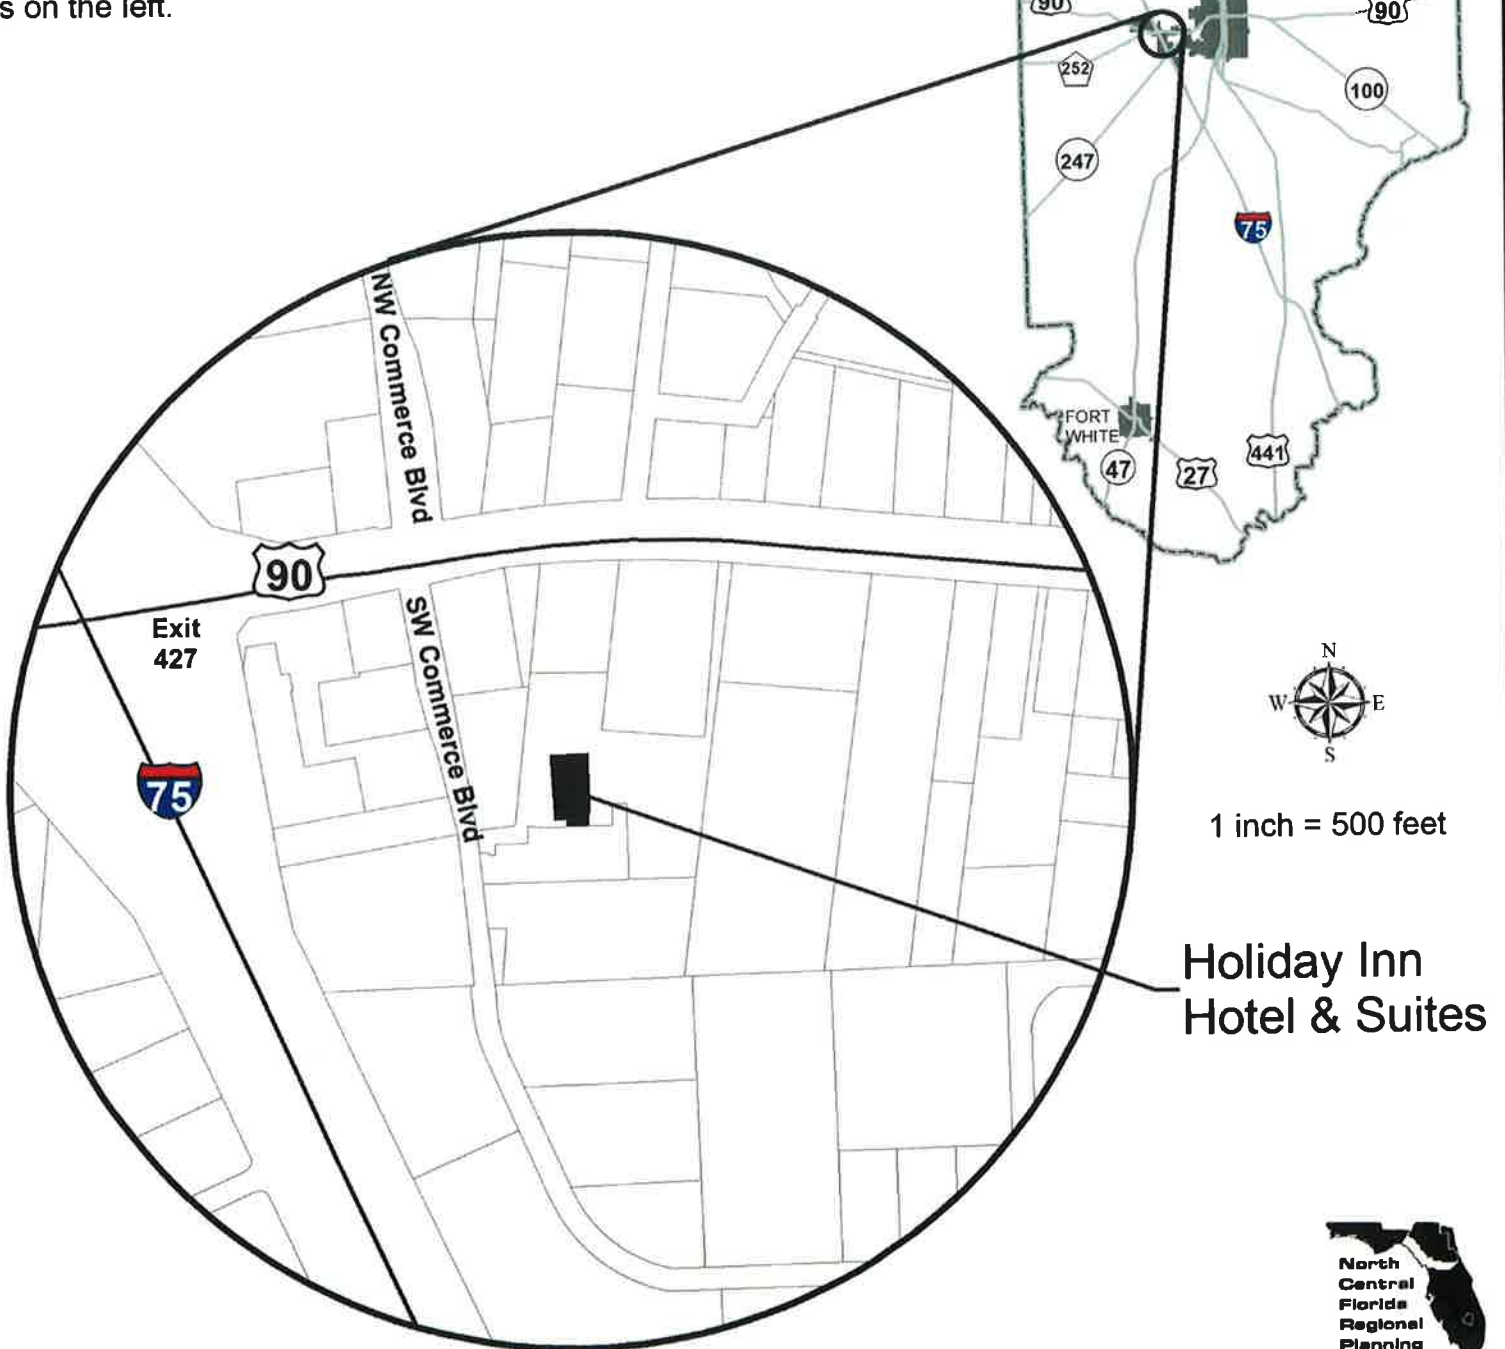 s on the left.
90
90
252
100
247
75
FORT
WHITE
47
27
441
NW Commerce Blvd
90
Exit
427
SW Commerce Blvd
75
N
W E
S
1 inch = 500 feet
Holiday Inn
Hotel & Suites
North
Central
Florida
Regional
Planning